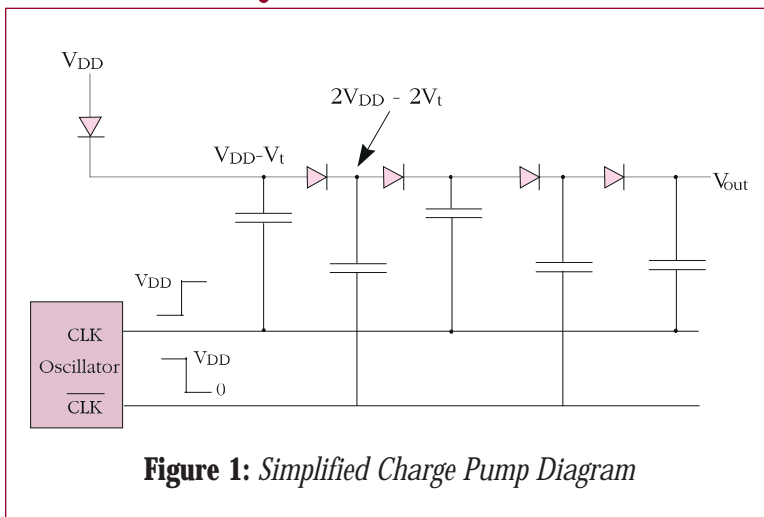 VDD
2VDD - 2Vt
VDD-Vt
Vout
VDD
CLK
Oscillator
CLK
VDD
0
Figure 1: Simplified Charge Pump Diagram